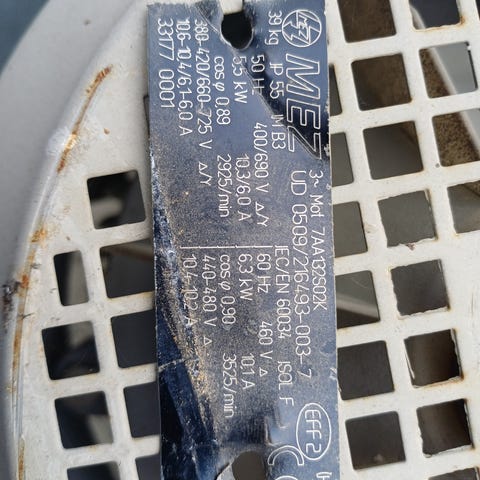 MEZ
3~ Mot 7AA132S02K
UD 0509/216493-003-7
39 kg IP 55 IM B3 IEC/EN 60034 ISOL F
50 Hz 400/690 V Δ/Y 60 Hz 460 V Δ
5.5 kW 10.3/6.0 A 6.3 kW 10.1 A
cos φ 0.89 2925/min cos φ 0.90 3525/min
380-420/660-725 V Δ/Y 440-480 V Δ
10.6-10.4/6.1-6.0 A
33177 0001
EFF2
CE